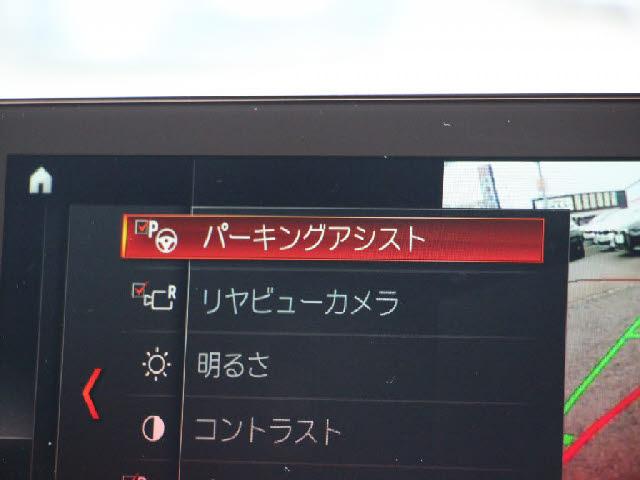 P パーキングアシスト
R リヤビューカメラ
明るさ
コントラスト